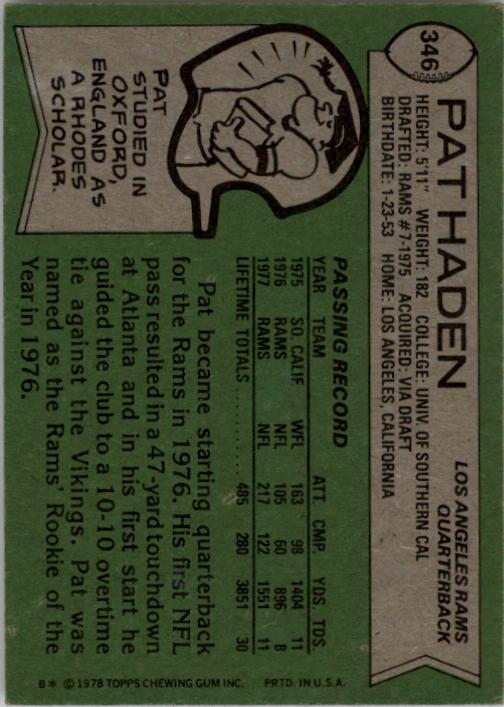 346
PAT HADEN
LOS ANGELES RAMS
QUARTERBACK
HEIGHT: 5'11" WEIGHT: 182 COLLEGE: UNIV. OF SOUTHERN CAL
DRAFTED: RAMS #7-1975 ACQUIRED: VIA DRAFT
BIRTHDATE: 1-23-53 HOME: LOS ANGELES, CALIFORNIA
PAT
STUDIED IN
OXFORD,
ENGLAND AS
A RHODES
SCHOLAR.
PASSING RECORD
YEAR TEAM ATT. CMP. YDS. TDS.
1975 SO. CALIF. WFL 163 98 1404 11
1976 RAMS NFL 105 60 896 8
1977 RAMS NFL 217 122 1551 11
LIFETIME TOTALS .......... 485 280 3851 30
Pat became starting quarterback
for the Rams in 1976. His first NFL
pass resulted in a 47-yard touchdown
at Atlanta and in his first start he
guided the club to a 10-10 overtime
tie against the Vikings. Pat was
named as the Rams' Rookie of the
Year in 1976.
B* © 1978 TOPPS CHEWING GUM INC. PRTD. IN U.S.A.